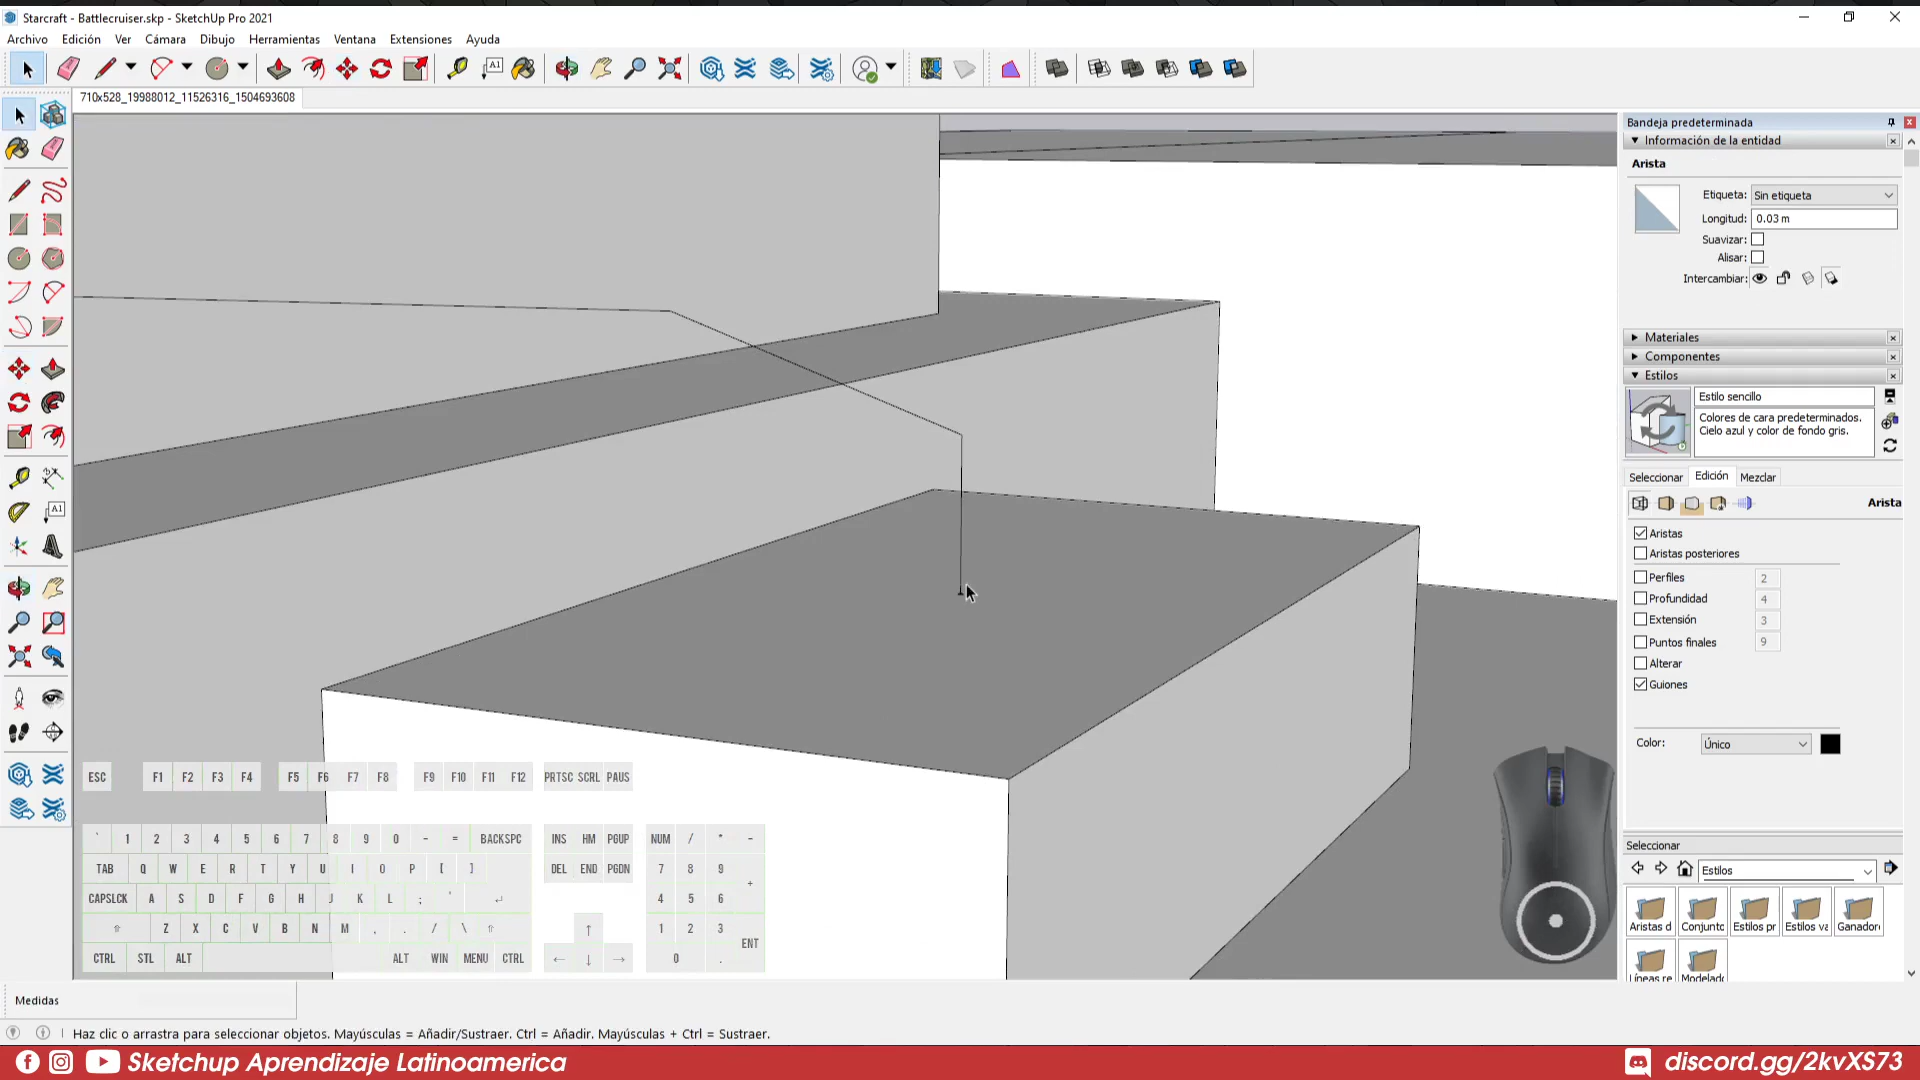 Starcraft - Battlecruiser.skp - SketchUp Pro 2021
Archivo Edición Ver Cámara Dibujo Herramientas Ventana Extensiones Ayuda
A1
710x528_19988012_11526316_1504693608
Bandeja predeterminada
Información de la entidad
Arista
Etiqueta: Sin etiqueta
Longitud: 0.03 m
Suavizar:
Alisar:
Intercambiar:
Materiales
Componentes
Estilos
Estilo sencillo
Colores de cara predeterminados.
Cielo azul y color de fondo gris.
Seleccionar Edición Mezclar
Arista
A1
Aristas
Aristas posteriores
Perfiles 2
Profundidad 4
Extensión 3
Puntos finales 9
Alterar
Guiones
Color: Único
ESC F1 F2 F3 F4 F5 F6 F7 F8 F9 F10 F11 F12 PRTSC SCRL PAUS
` 1 2 3 4 5 6 7 8 9 0 - = BACKSPC INS HM PGUP NUM / * -
TAB Q W E R T Y U I O P [ ] DEL END PGDN 7 8 9 +
CAPSLCK A S D F G H J K L ; ' ↵ 4 5 6
⇧ Z X C V B N M , . / \ ⇧ ↑ 1 2 3 ENT
CTRL STL ALT ALT WIN MENU CTRL ← ↓ → 0 .
Seleccionar
Estilos
Aristas d Conjunto Estilos pr Estilos va Ganador
Líneas re Modelado
Medidas
Haz clic o arrastra para seleccionar objetos. Mayúsculas = Añadir/Sustraer. Ctrl = Añadir. Mayúsculas + Ctrl = Sustraer.
Sketchup Aprendizaje Latinoamerica
discord.gg/2kvXS73